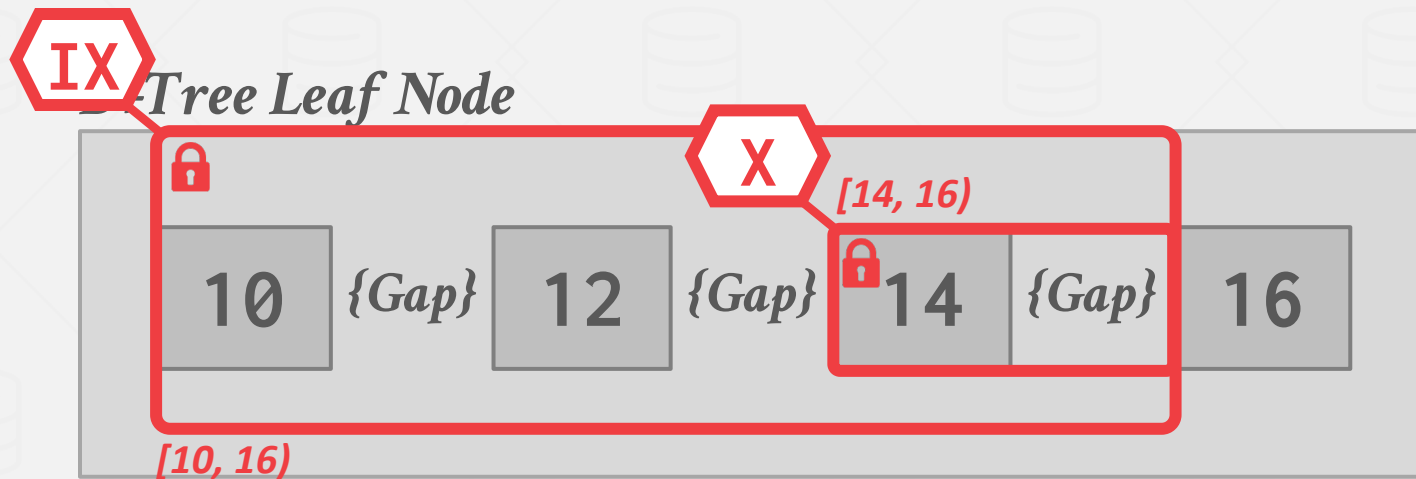 IX
-Tree Leaf Node
X
[14, 16)
10 {Gap} 12 {Gap} 14 {Gap} 16
[10, 16)